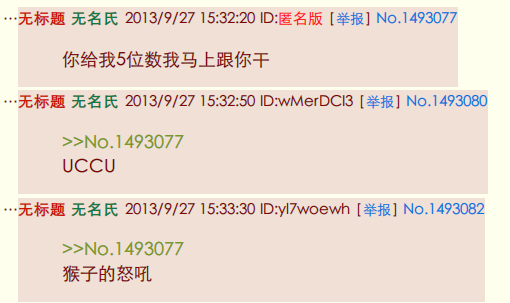 …无标题 无名氏 2013/9/27 15:32:20 ID:匿名版 [举报] No.1493077
你给我5位数我马上跟你干
…无标题 无名氏 2013/9/27 15:32:50 ID:wMerDCl3 [举报] No.1493080
>>No.1493077
UCCU
…无标题 无名氏 2013/9/27 15:33:30 ID:yl7woewh [举报] No.1493082
>>No.1493077
猴子的怒吼